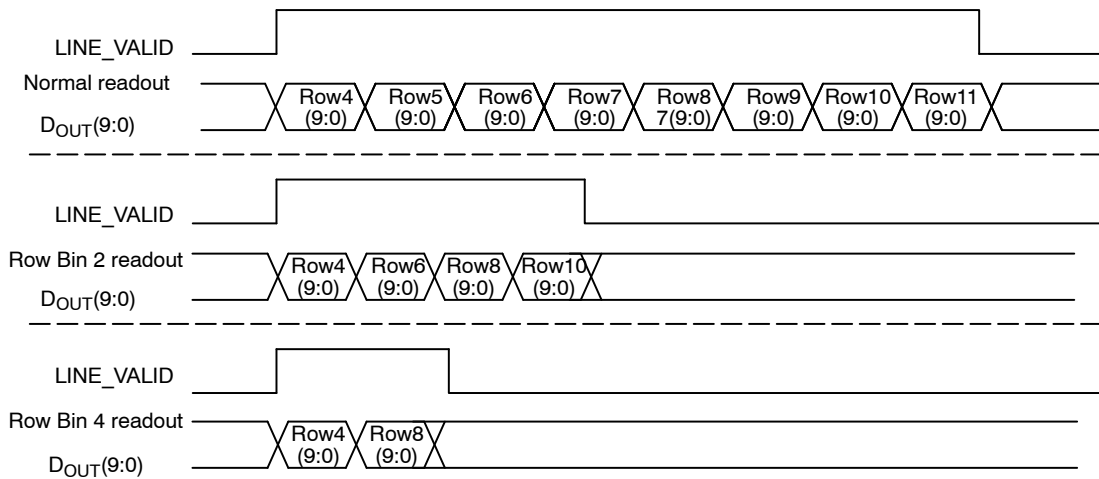 LINE_VALID
Normal readout
D_OUT(9:0)
Row4 (9:0)
Row5 (9:0)
Row6 (9:0)
Row7 (9:0)
Row8 7(9:0)
Row9 (9:0)
Row10 (9:0)
Row11 (9:0)
LINE_VALID
Row Bin 2 readout
D_OUT(9:0)
Row4 (9:0)
Row6 (9:0)
Row8 (9:0)
Row10 (9:0)
LINE_VALID
Row Bin 4 readout
D_OUT(9:0)
Row4 (9:0)
Row8 (9:0)